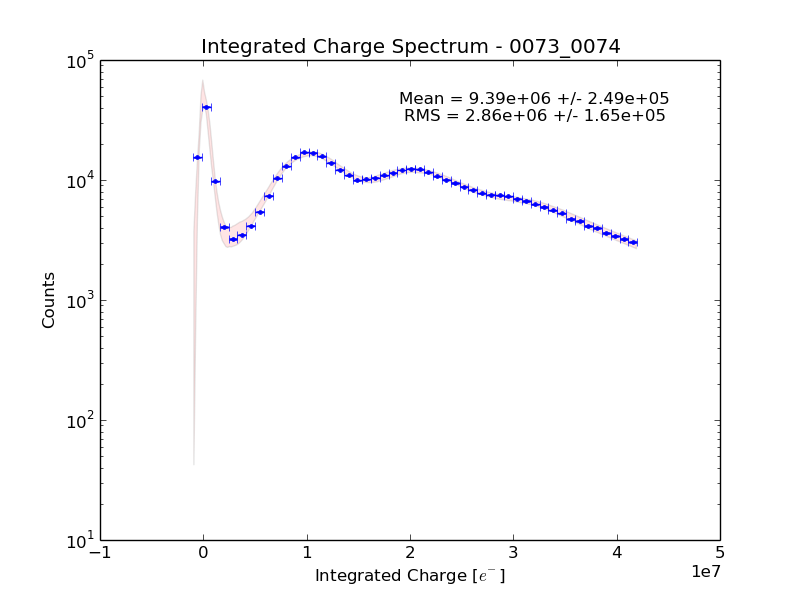 Integrated Charge Spectrum - 0073_0074
Mean = 9.39e+06 +/- 2.49e+05
RMS = 2.86e+06 +/- 1.65e+05
Counts
10^5
10^4
10^3
10^2
10^1
−1 0 1 2 3 4 5
1e7
Integrated Charge [e^−]